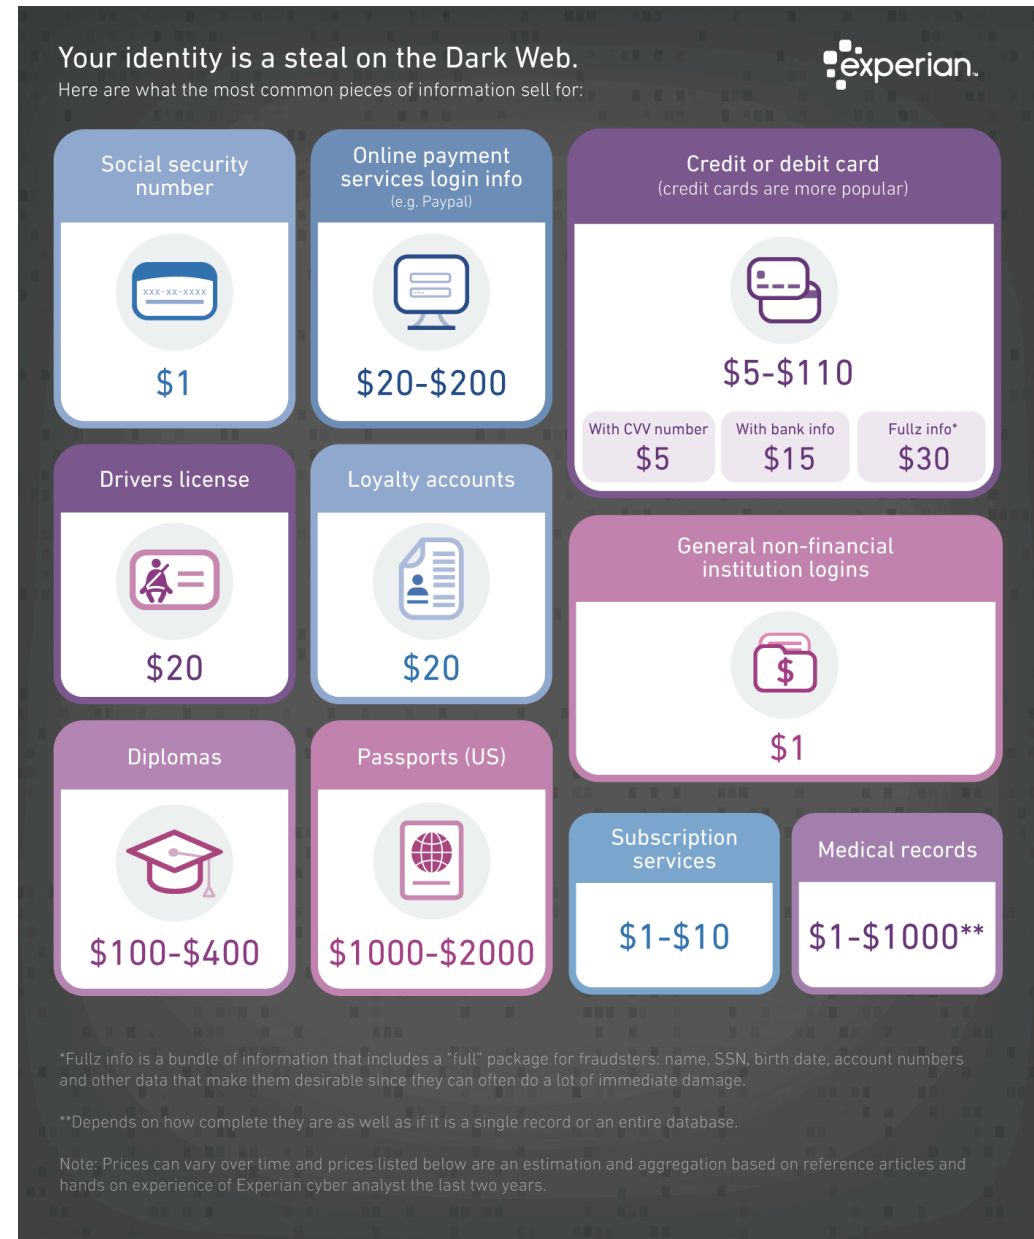 Your identity is a steal on the Dark Web.
Here are what the most common pieces of information sell for:
experian™
Social security
number
xxx-xx-xxxx
$1
Online payment
services login info
(e.g. Paypal)
$20-$200
Credit or debit card
(credit cards are more popular)
$5-$110
With CVV number
$5
With bank info
$15
Fullz info*
$30
Drivers license
$20
Loyalty accounts
$20
General non-financial
institution logins
$
$1
Diplomas
$100-$400
Passports (US)
$1000-$2000
Subscription
services
$1-$10
Medical records
$1-$1000**
*Fullz info is a bundle of information that includes a "full" package for fraudsters: name, SSN, birth date, account numbers
and other data that make them desirable since they can often do a lot of immediate damage.
**Depends on how complete they are as well as if it is a single record or an entire database.
Note: Prices can vary over time and prices listed below are an estimation and aggregation based on reference articles and
hands on experience of Experian cyber analyst the last two years.